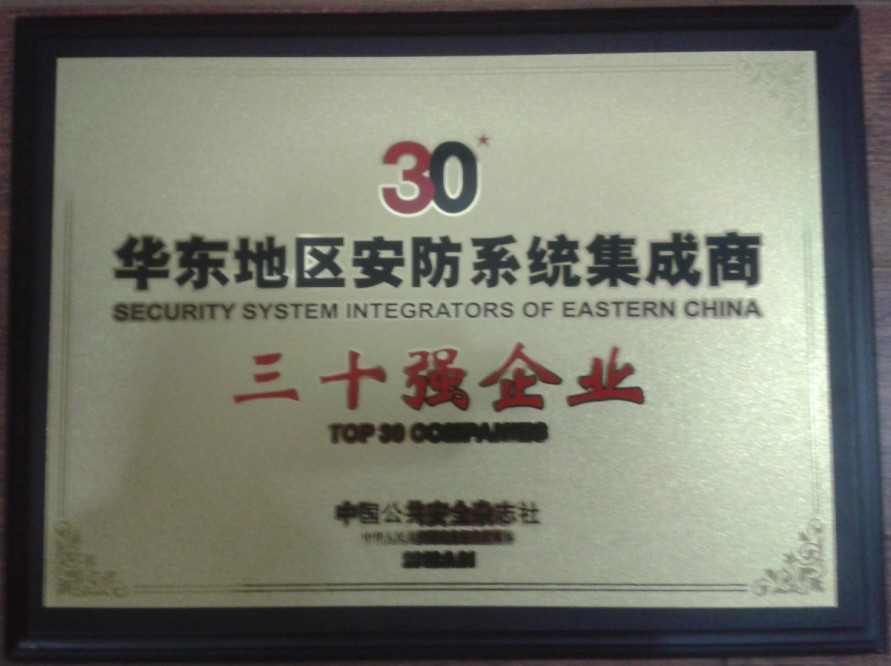 30
华东地区安防系统集成商
SECURITY SYSTEM INTEGRATORS OF EASTERN CHINA
三十强企业
TOP 30 COMPANIES
中国公共安全杂志社